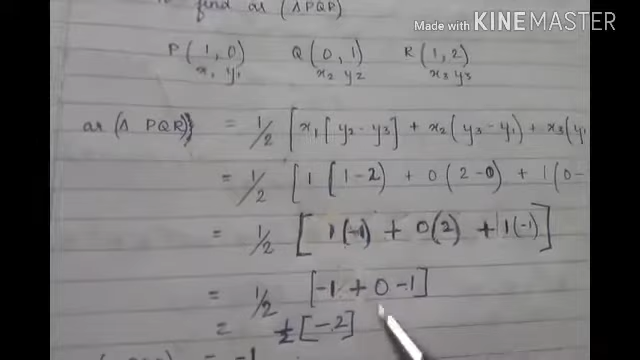 To find ar (ΔPQR)
Made with KINEMASTER
P(1,0) Q(0,1) R(1,2)
x₁ y₁ x₂ y₂ x₃ y₃
ar (Δ PQR)} = 1/2 [x₁[y₂-y₃] + x₂(y₃-y₁) + x₃(y₁
= 1/2 [1[1-2) + 0(2-0) + 1(0-
= 1/2 [1(-1) + 0(2) + 1(-1)]
= 1/2 [-1 + 0 -1]
= 1/2 [-2]
= -1